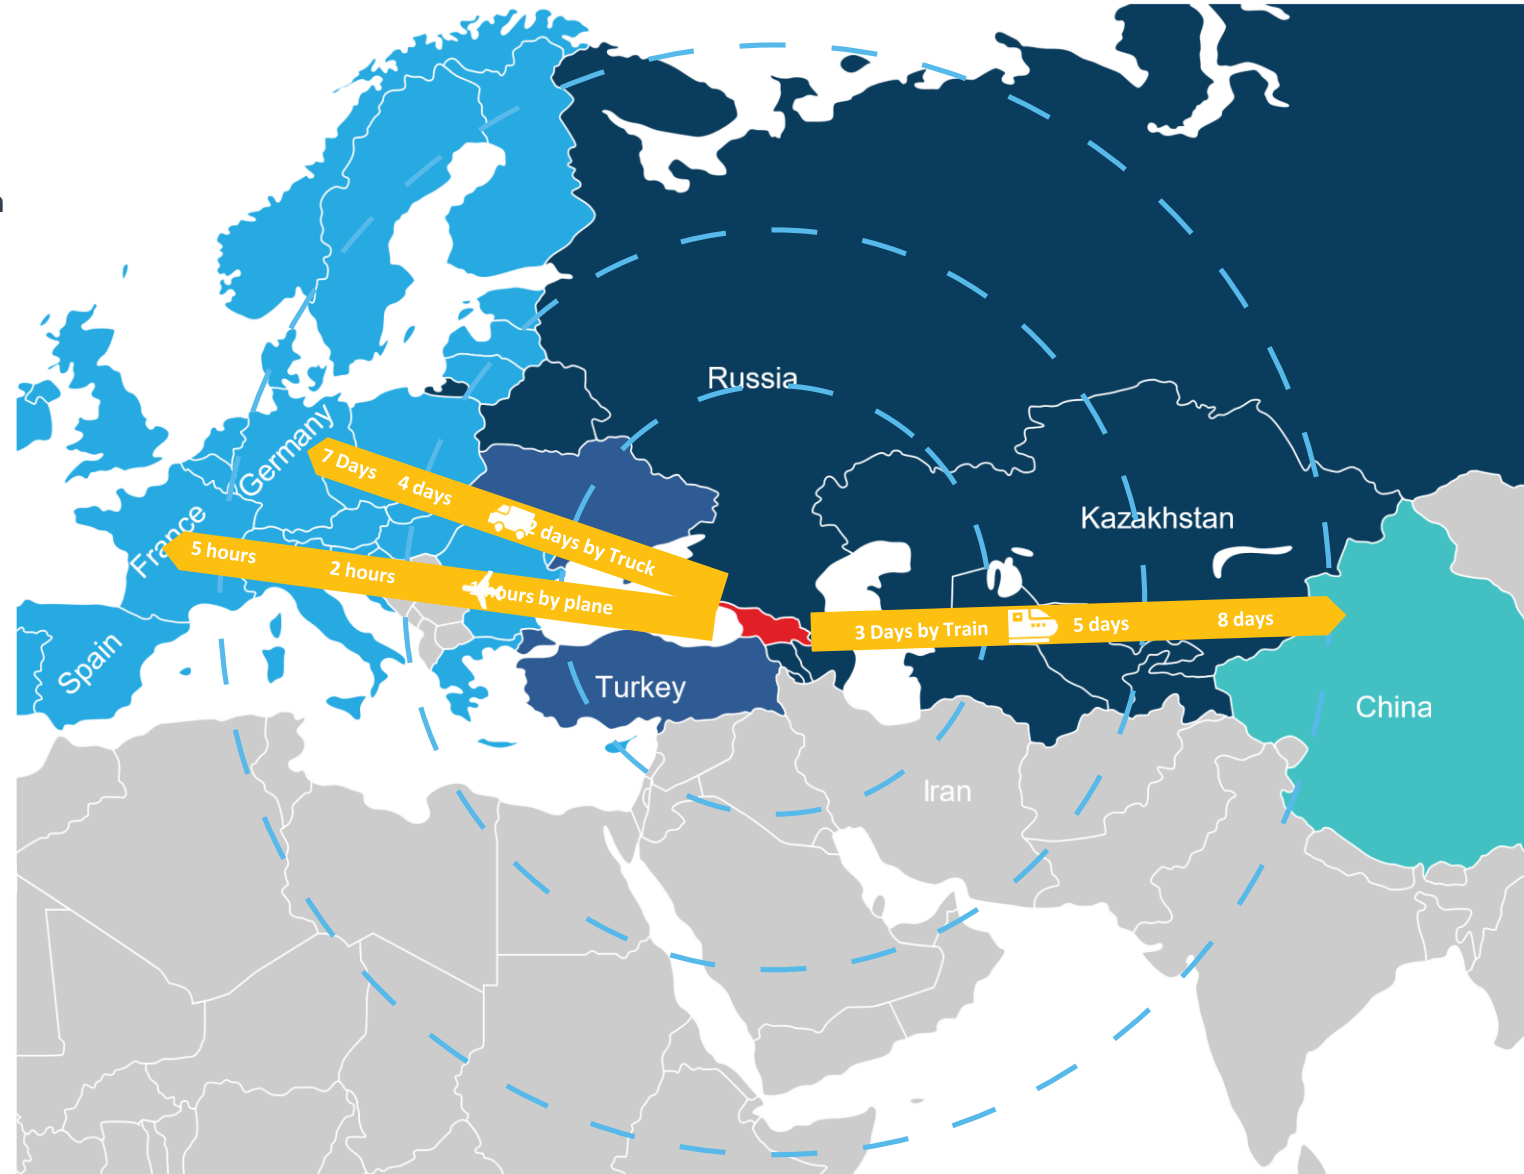 Russia
Germany
7 Days
4 days
days by Truck
Kazakhstan
France
5 hours
2 hours
hours by plane
3 Days by Train
5 days
8 days
Spain
Turkey
China
Iran